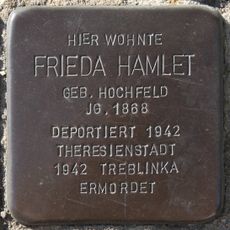 HIER WOHNTE
FRIEDA HAMLET
GEB. HOCHFELD
JG. 1868
DEPORTIERT 1942
THERESIENSTADT
1942 TREBLINKA
ERMORDET